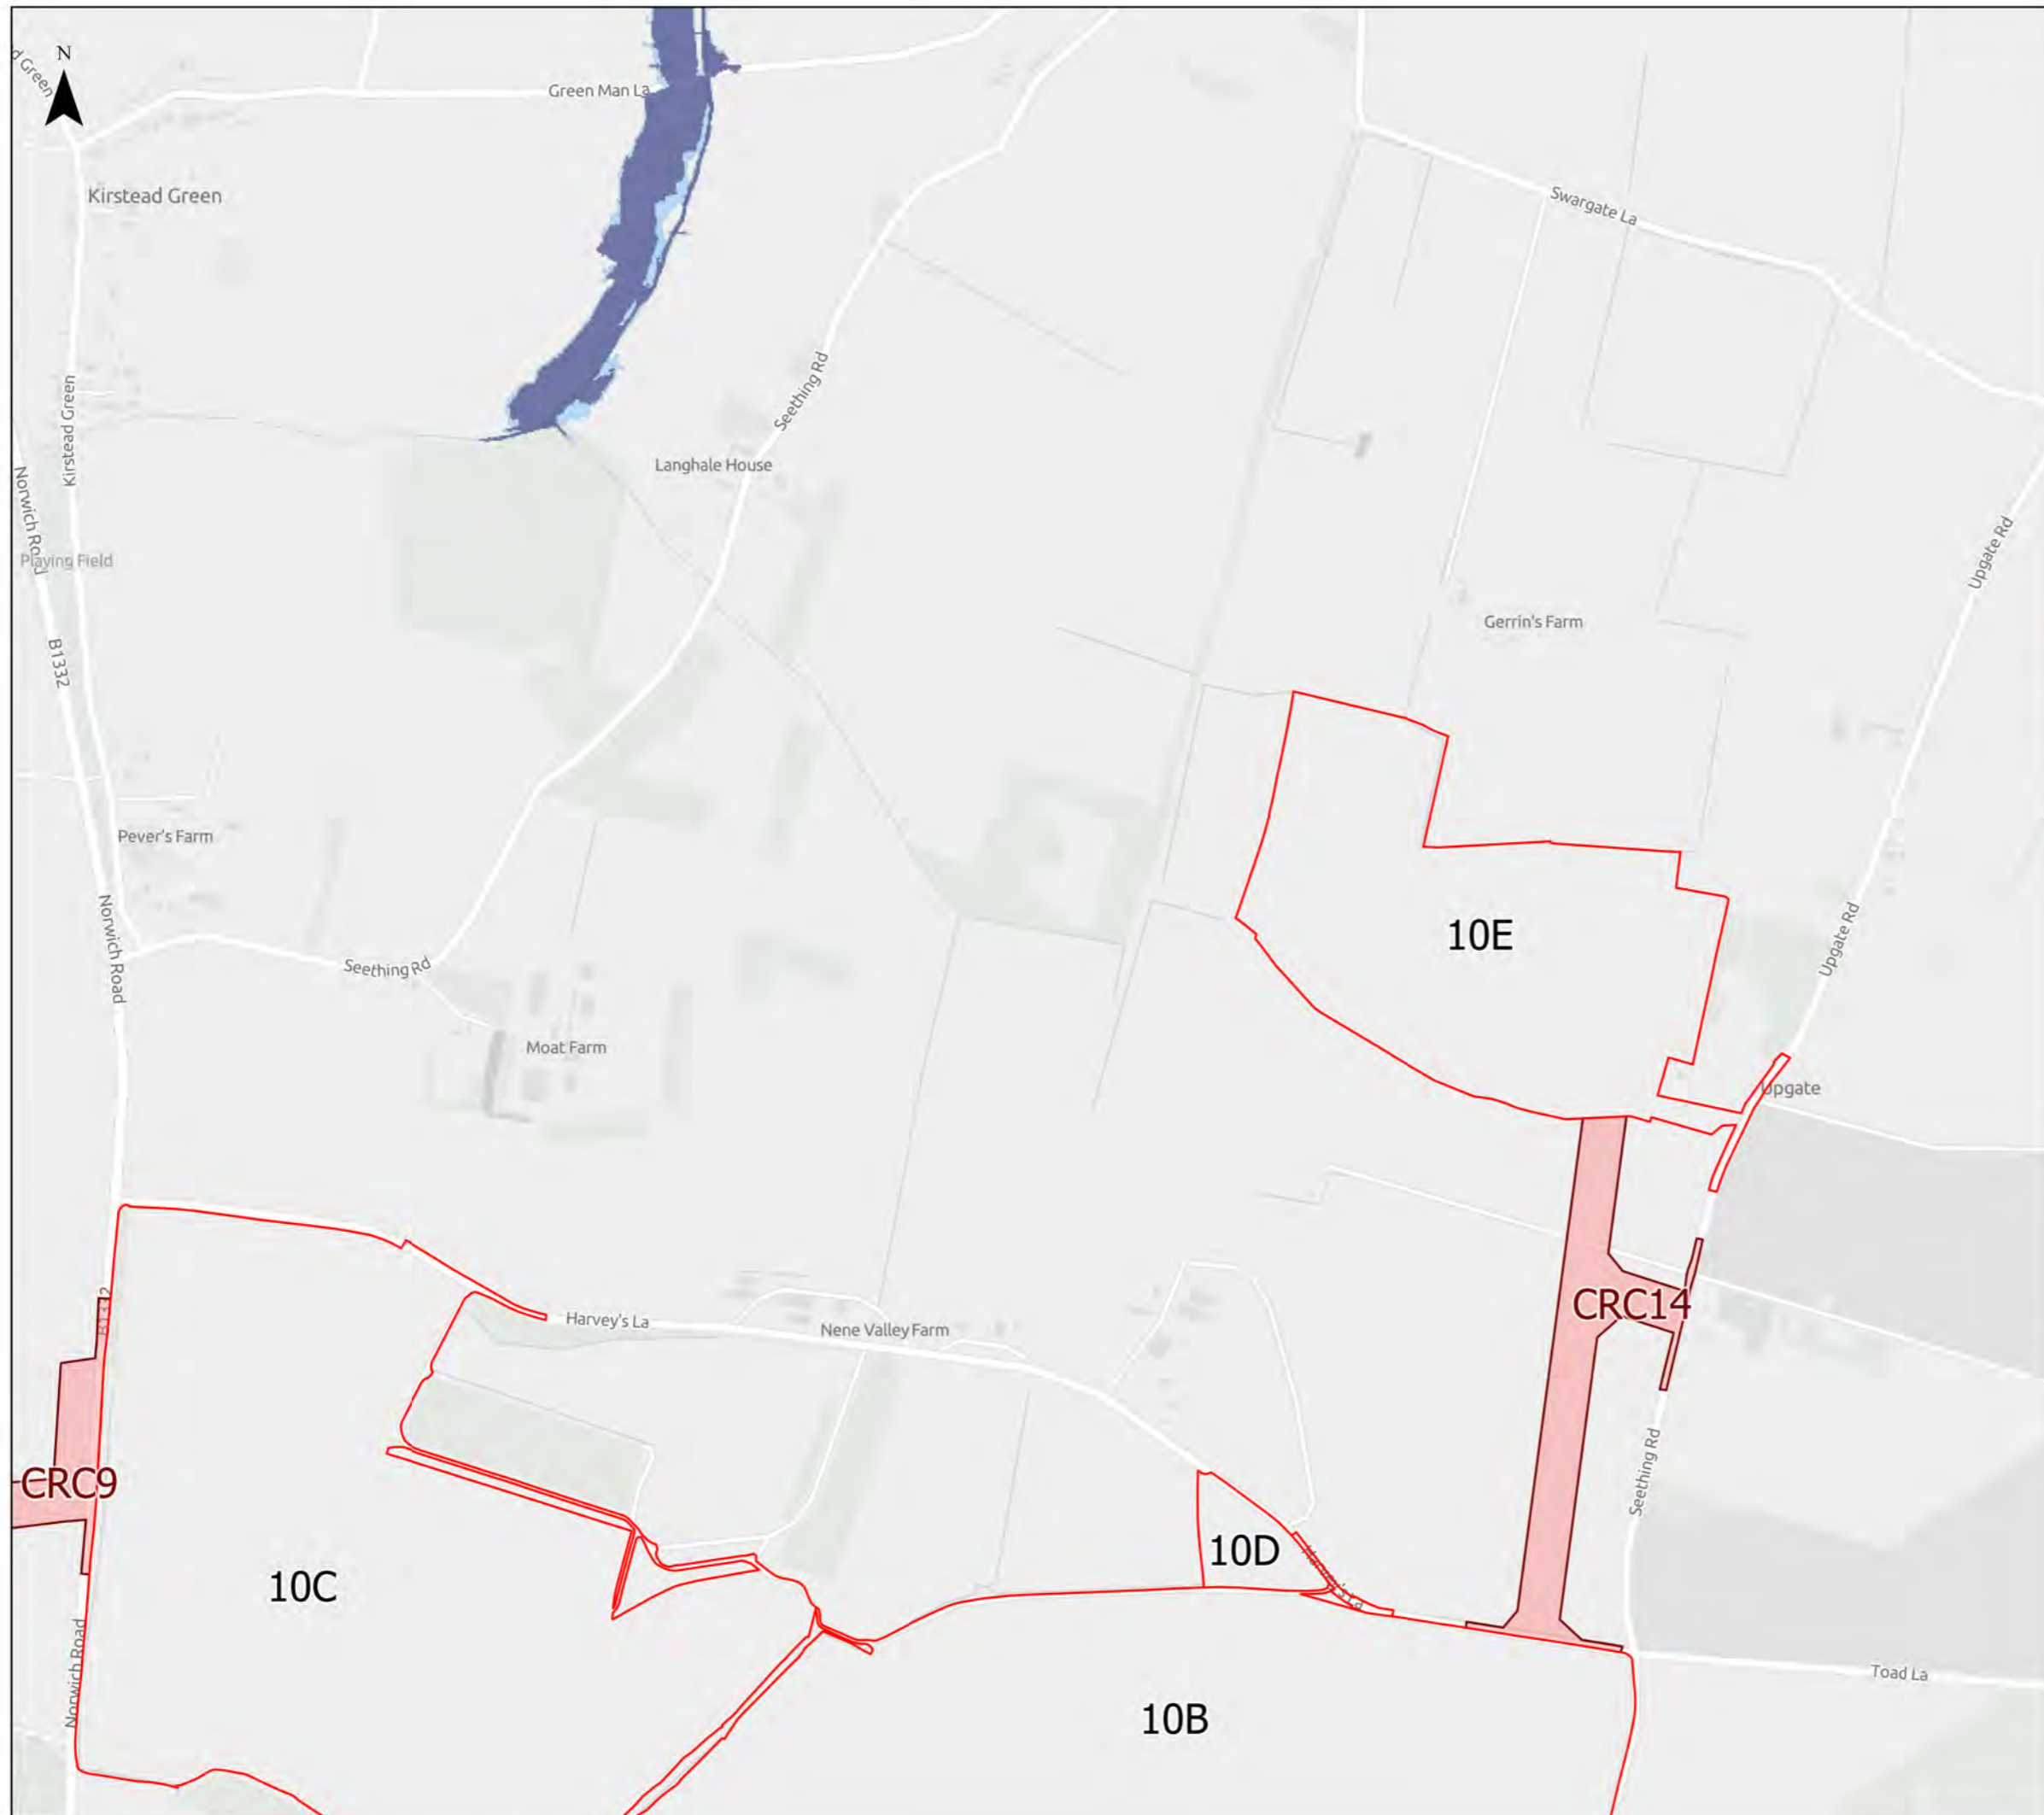 N
d Green
Green Man La
Kirstead Green
Swargate La
Seething Rd
Kirstead Green
Langhale House
Norwich Road
Upgate Rd
Playing Field
Gerrin's Farm
B1332
Pever's Farm
Norwich Road
Upgate Rd
10E
Seething Rd
Moat Farm
Upgate
B1332
Harvey's La
Nene Valley Farm
CRC14
CRC9
Seething Rd
10D
Harvey's La
10C
Norwich Road
Toad La
10B